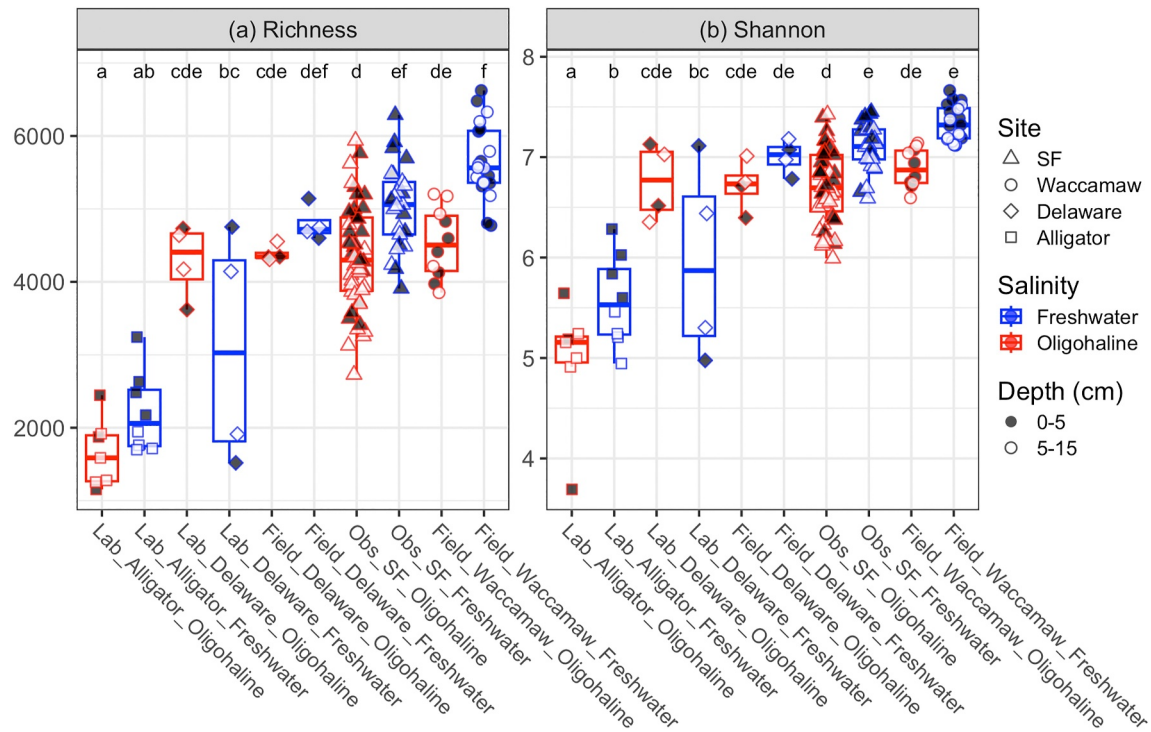 (a) Richness
(b) Shannon
a ab cde bc cde def d ef de f
a b cde bc cde de d e de e
6000
4000
2000
8
7
6
5
4
Lab_Alligator_Oligohaline
Lab_Alligator_Freshwater
Lab_Delaware_Oligohaline
Lab_Delaware_Freshwater
Field_Delaware_Oligohaline
Field_Delaware_Freshwater
Obs_SF_Oligohaline
Obs_SF_Freshwater
Field_Waccamaw_Oligohaline
Field_Waccamaw_Freshwater
Lab_Alligator_Oligohaline
Lab_Alligator_Freshwater
Lab_Delaware_Oligohaline
Lab_Delaware_Freshwater
Field_Delaware_Oligohaline
Field_Delaware_Freshwater
Obs_SF_Oligohaline
Obs_SF_Freshwater
Field_Waccamaw_Oligohaline
Field_Waccamaw_Freshwater
Site
SF
Waccamaw
Delaware
Alligator
Salinity
Freshwater
Oligohaline
Depth (cm)
0-5
5-15